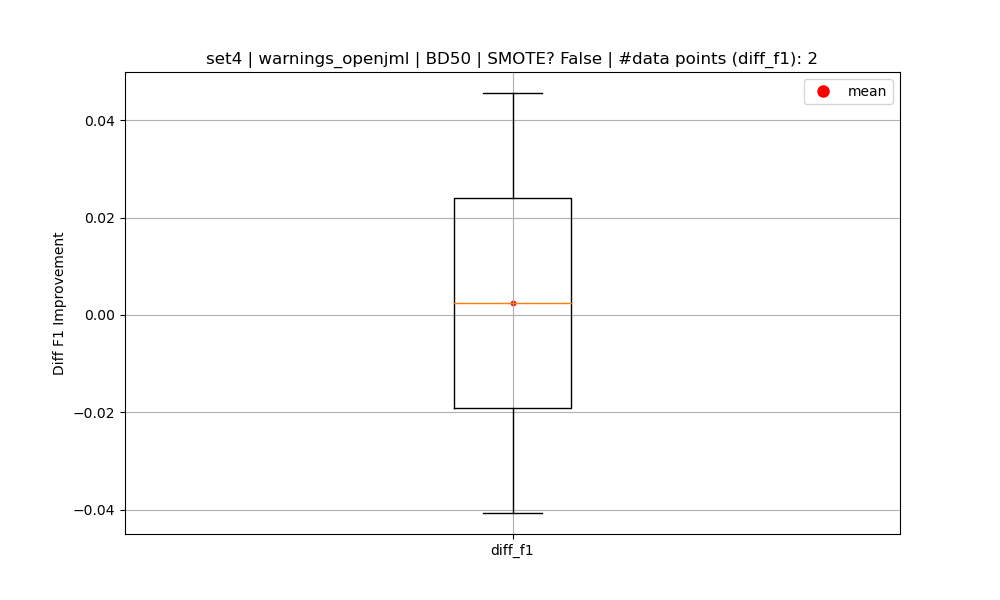 set4 | warnings_openjml | BD50 | SMOTE? False | #data points (diff_f1): 2
mean
0.04
0.02
0.00
−0.02
−0.04
Diff F1 Improvement
diff_f1